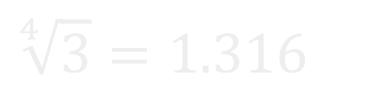 ∜3 = 1.316